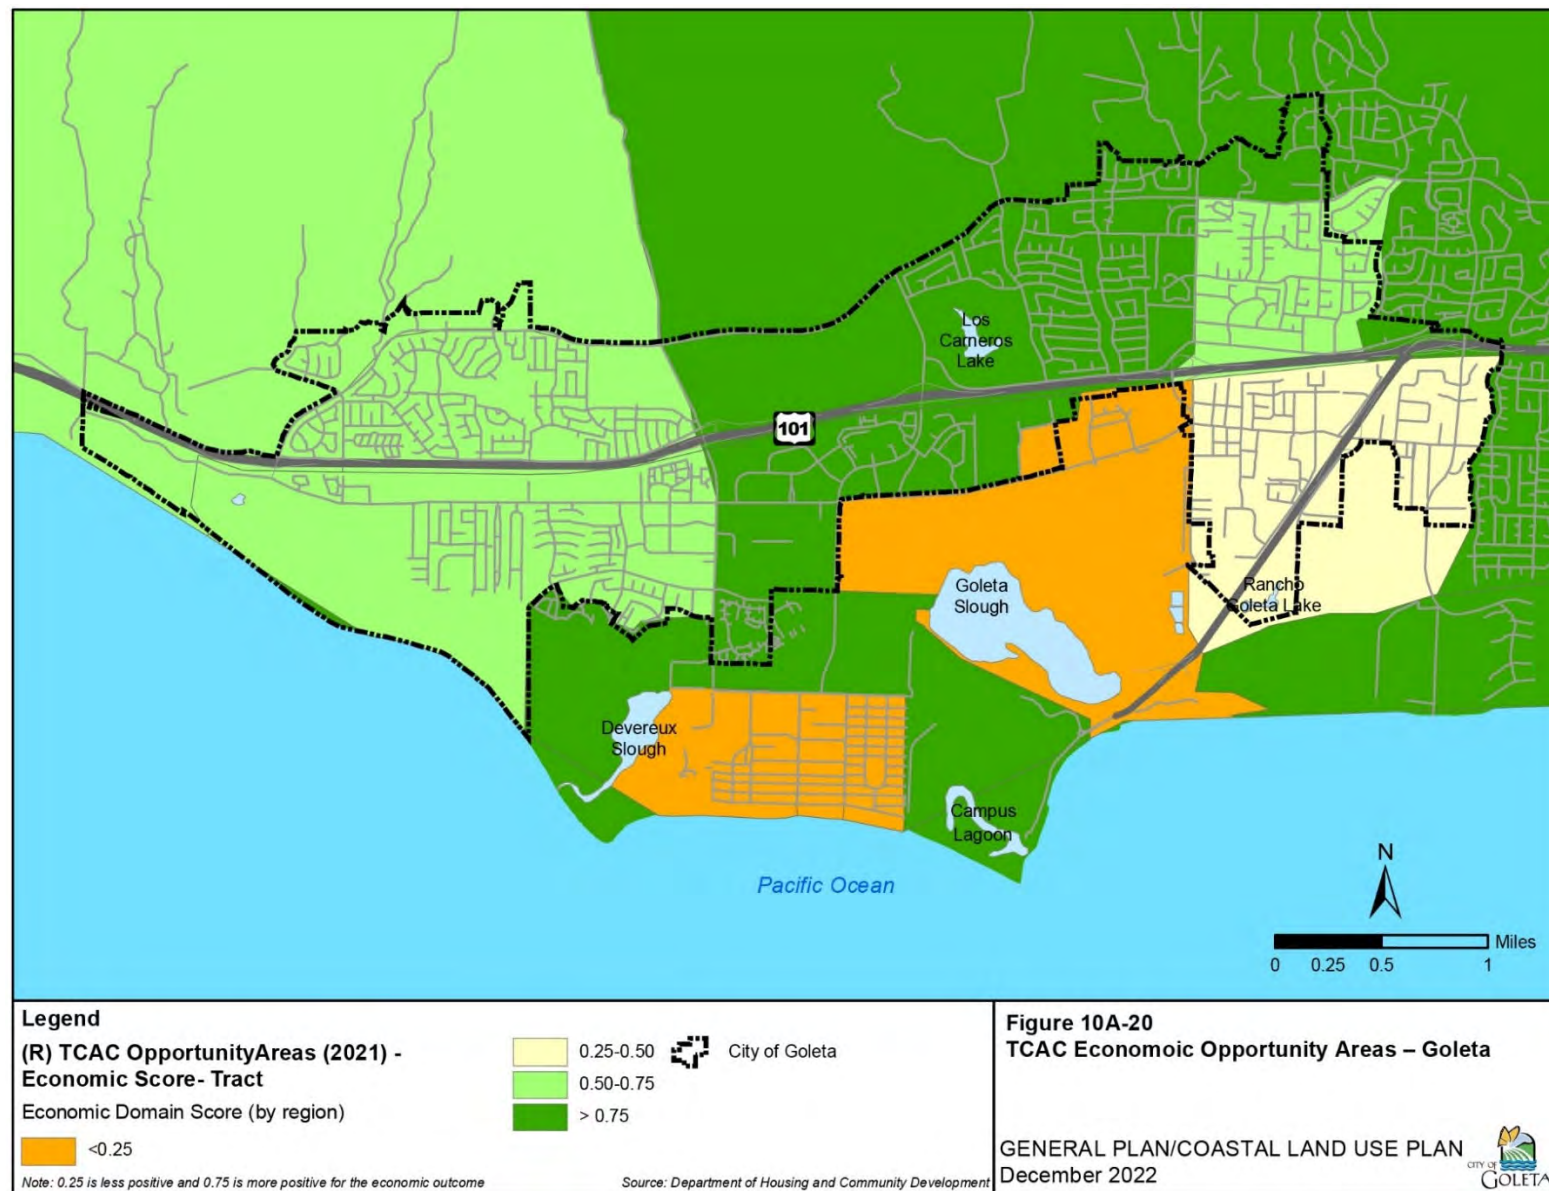 Los
Carneros
Lake
101
Goleta
Slough
Rancho
Goleta Lake
Devereux
Slough
Campus
Lagoon
Pacific Ocean
N
Miles
0 0.25 0.5 1
Legend
(R) TCAC OpportunityAreas (2021) -
Economic Score- Tract
Economic Domain Score (by region)
<0.25
0.25-0.50
0.50-0.75
> 0.75
City of Goleta
Note: 0.25 is less positive and 0.75 is more positive for the economic outcome
Source: Department of Housing and Community Development
Figure 10A-20
TCAC Economoic Opportunity Areas – Goleta
GENERAL PLAN/COASTAL LAND USE PLAN
December 2022
CITY OF
GOLETA